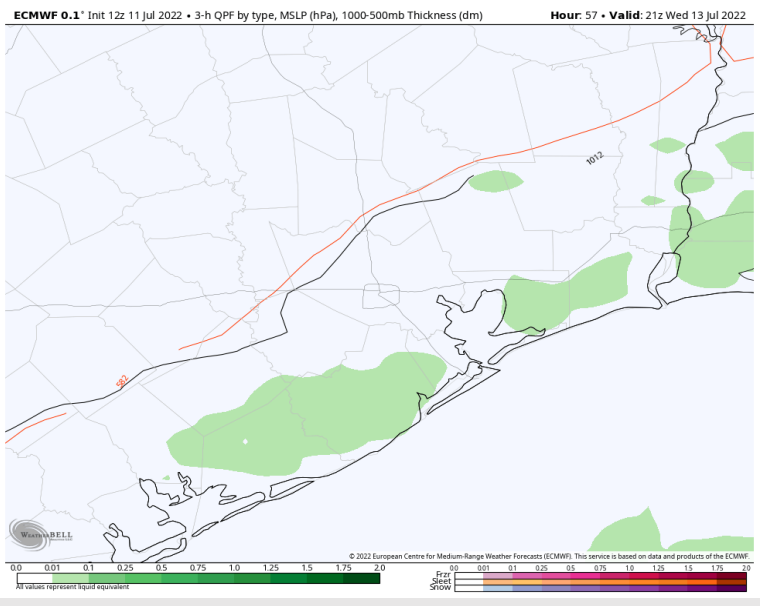 ECMWF 0.1° Init 12z 11 Jul 2022 • 3-h QPF by type, MSLP (hPa), 1000-500mb Thickness (dm) Hour: 57 • Valid: 21z Wed 13 Jul 2022
1012
582
WEATHERBELL
© 2022 European Centre for Medium-Range Weather Forecasts (ECMWF). This service is based on data and products of the ECMWF.
0.0 0.01 0.1 0.25 0.5 0.75 1.0 1.25 1.5 1.75 2.0
0.0 0.01 0.1 0.25 0.5 0.75 1.0 1.25 1.5 1.75 2.0
Frzr
Sleet
Snow
All values represent liquid equivalent